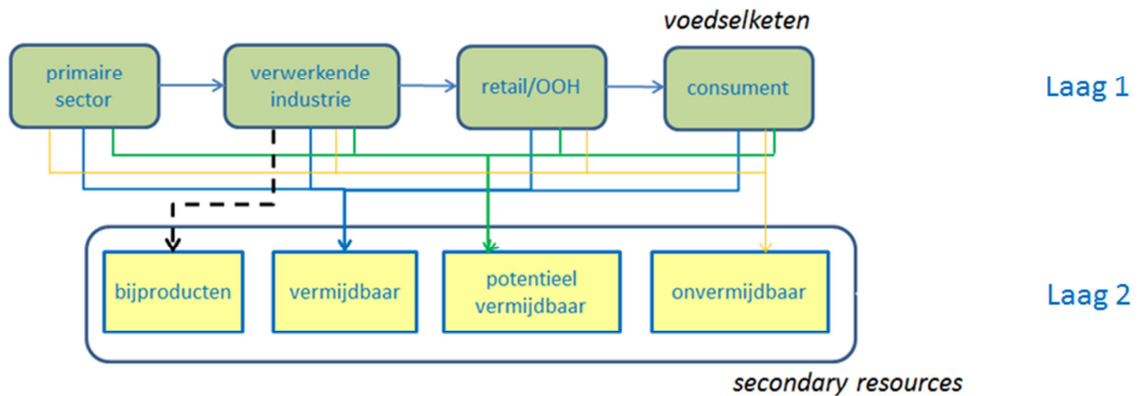 voedselketen
primaire
sector
verwerkende
industrie
retail/OOH
consument
Laag 1
bijproducten
vermijdbaar
potentieel
vermijdbaar
onvermijdbaar
Laag 2
secondary resources